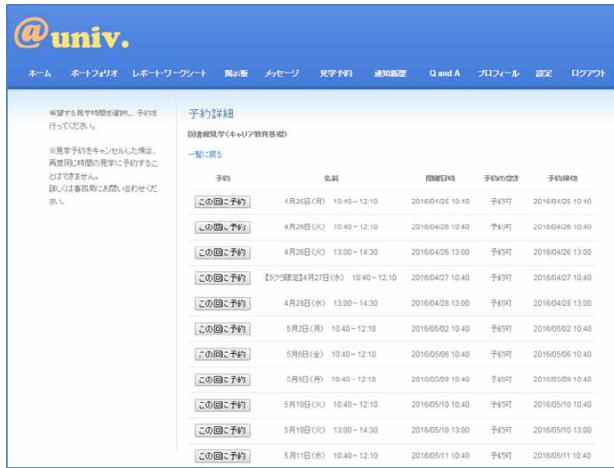 @univ.
ホーム ポートフォリオ レポート・ワークシート 掲示板 メッセージ 見学予約 通知履歴 Q and A プロフィール 設定 ログアウト
希望する見学時間を選択し、予約を
行ってください。
※見学予約をキャンセルした場合、
再度同じ時間の見学に予約するこ
とはできません。
詳しくは事務局にお問い合わせくだ
さい。
予約詳細
図書館見学(キャリア教育基礎)
一覧に戻る
予約 名前 開催日時 予約の空き 予約締切
この回に予約 4月26日(月) 10:40~12:10 2016/04/26 10:40 予約可 2016/04/26 10:40
この回に予約 4月26日(火) 10:40~12:10 2016/04/26 10:40 予約可 2016/04/26 10:40
この回に予約 4月26日(火) 13:00~14:30 2016/04/26 13:00 予約可 2016/04/26 13:00
この回に予約 【5クラ限定】4月27日(水) 10:40~12:10 2016/04/27 10:40 予約可 2016/04/27 10:40
この回に予約 4月28日(木) 13:00~14:30 2016/04/28 13:00 予約可 2016/04/28 13:00
この回に予約 5月2日(月) 10:40~12:10 2016/05/02 10:40 予約可 2016/05/02 10:40
この回に予約 5月6日(金) 10:40~12:10 2016/05/06 10:40 予約可 2016/05/06 10:40
この回に予約 5月9日(月) 10:40~12:10 2016/05/09 10:40 予約可 2016/05/09 10:40
この回に予約 5月10日(火) 10:40~12:10 2016/05/10 10:40 予約可 2016/05/10 10:40
この回に予約 5月10日(火) 13:00~14:30 2016/05/10 13:00 予約可 2016/05/10 13:00
この回に予約 5月11日(水) 10:40~12:10 2016/05/11 10:40 予約可 2016/05/11 10:40